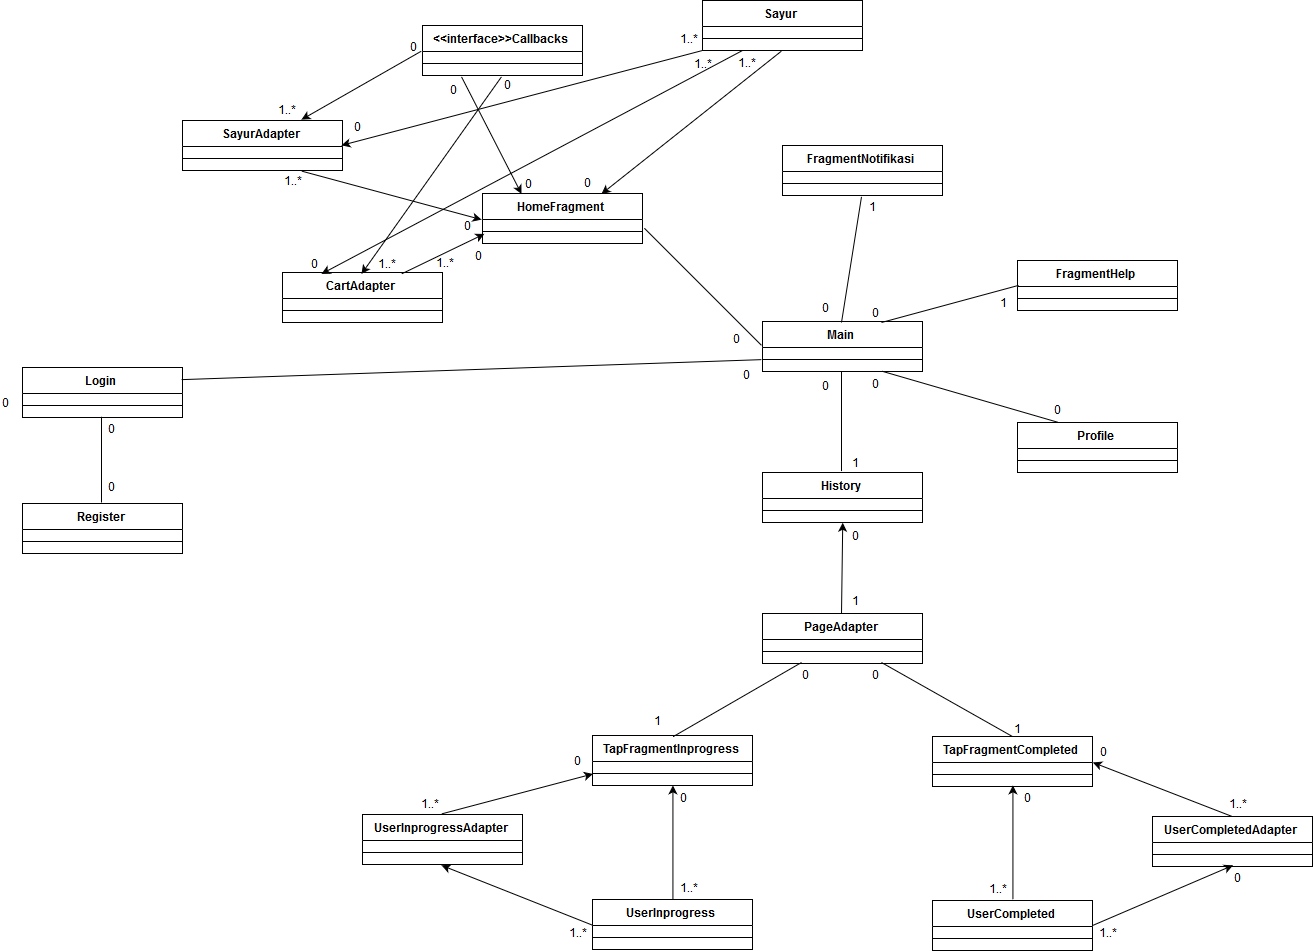 Sayur
<<interface>>Callbacks
1..*
0
1..*
1..*
0
0
1..*
0
SayurAdapter
FragmentNotifikasi
1..*
0
0
HomeFragment
1
0
0
0
1..*
1..*
FragmentHelp
CartAdapter
1
0
0
Main
0
0
Login
0
0
0
0
Profile
0
1
History
0
Register
0
0
1
PageAdapter
0
0
1
1
TapFragmentInprogress
TapFragmentCompleted
0
0
0
0
1..*
1..*
UserInprogressAdapter
UserCompletedAdapter
0
1..*
1..*
UserInprogress
UserCompleted
1..*
1..*